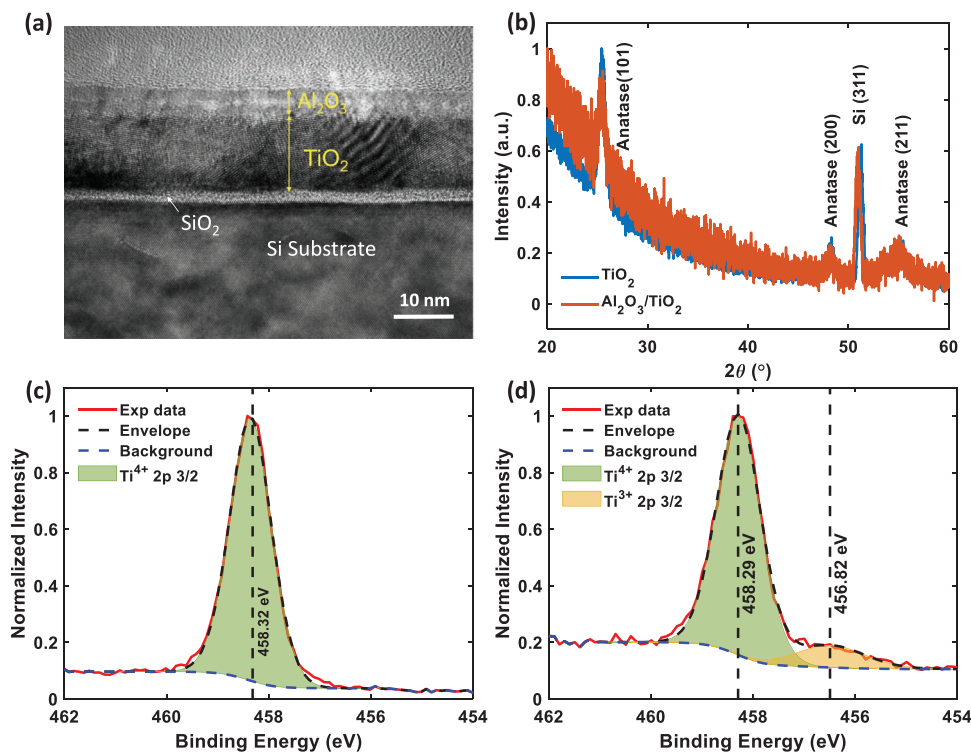 (a)
Al₂O₃
TiO₂
SiO₂
Si Substrate
10 nm
(b)
Intensity (a.u.)
1
0.8
0.6
0.4
0.2
0
Anatase(101)
Anatase (200)
Si (311)
Anatase (211)
TiO₂
Al₂O₃/TiO₂
20 30 40 50 60
2θ (°)
(c)
Normalized Intensity
1
0.8
0.6
0.4
0.2
0
Exp data
Envelope
Background
Ti⁴⁺ 2p 3/2
458.32 eV
462 460 458 456 454
Binding Energy (eV)
(d)
Normalized Intensity
1
0.8
0.6
0.4
0.2
0
Exp data
Envelope
Background
Ti⁴⁺ 2p 3/2
Ti³⁺ 2p 3/2
458.29 eV
456.82 eV
462 460 458 456 454
Binding Energy (eV)